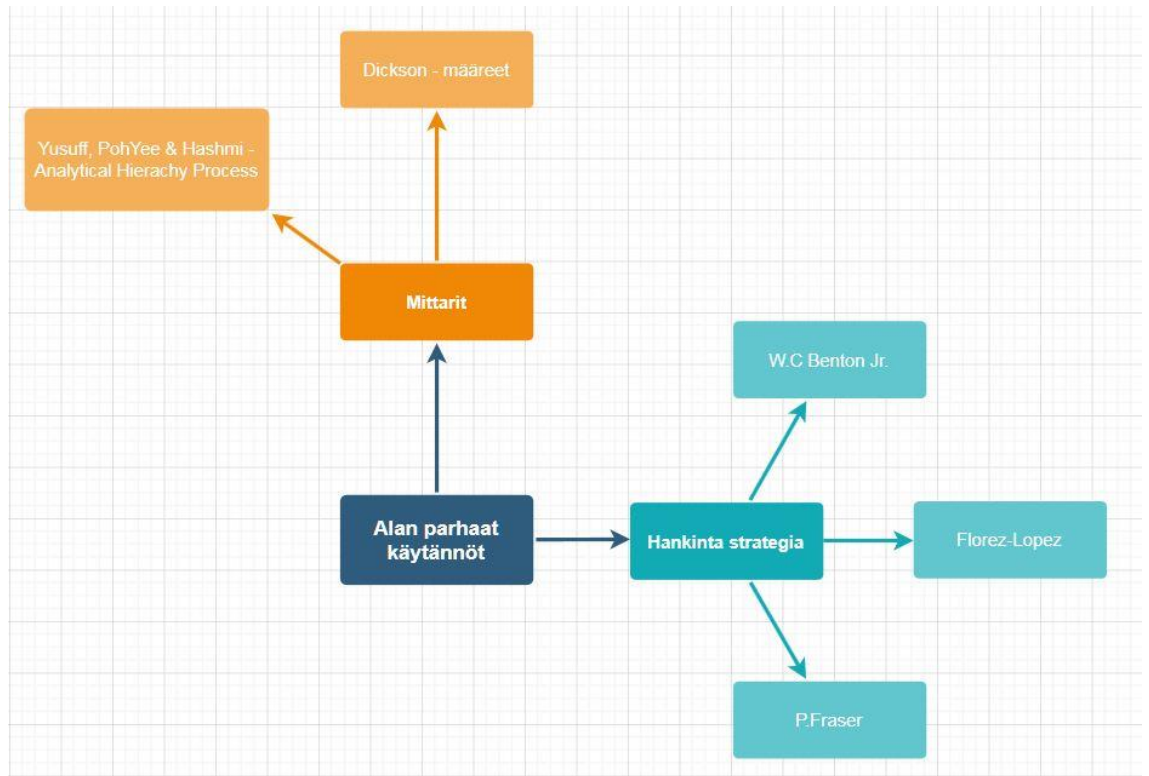 Dickson - määreet
Yusuff, PohYee & Hashmi -
Analytical Hierachy Process
Mittarit
W.C Benton Jr.
Alan parhaat
käytännöt
Hankinta strategia
Florez-Lopez
P.Fraser